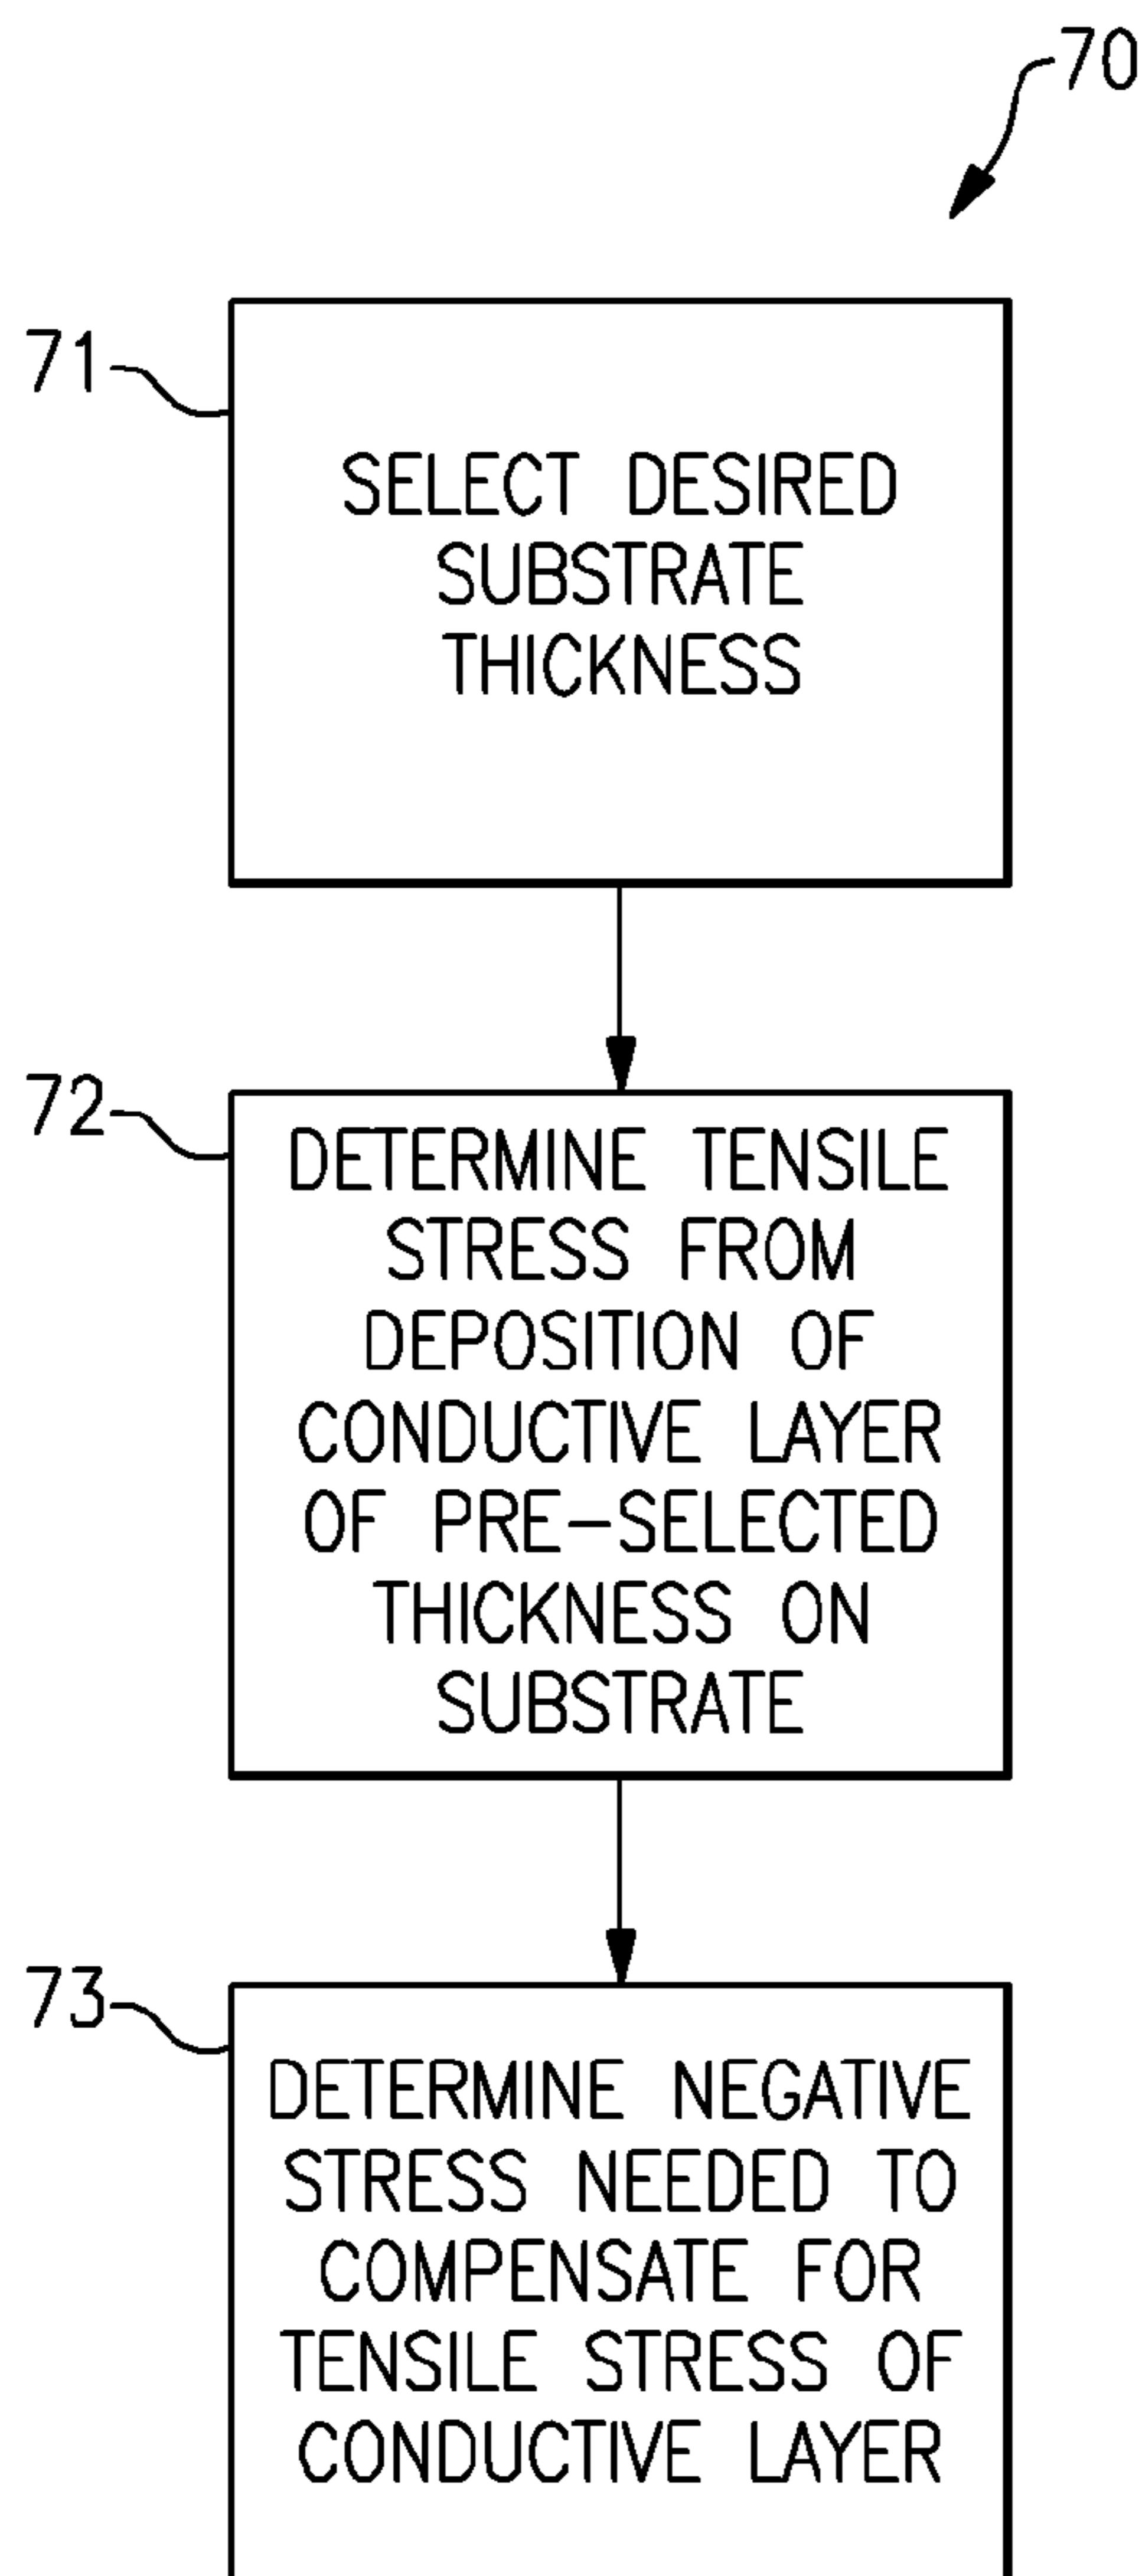 70
71
SELECT DESIRED
SUBSTRATE
THICKNESS
72
DETERMINE TENSILE
STRESS FROM
DEPOSITION OF
CONDUCTIVE LAYER
OF PRE-SELECTED
THICKNESS ON
SUBSTRATE
73
DETERMINE NEGATIVE
STRESS NEEDED TO
COMPENSATE FOR
TENSILE STRESS OF
CONDUCTIVE LAYER